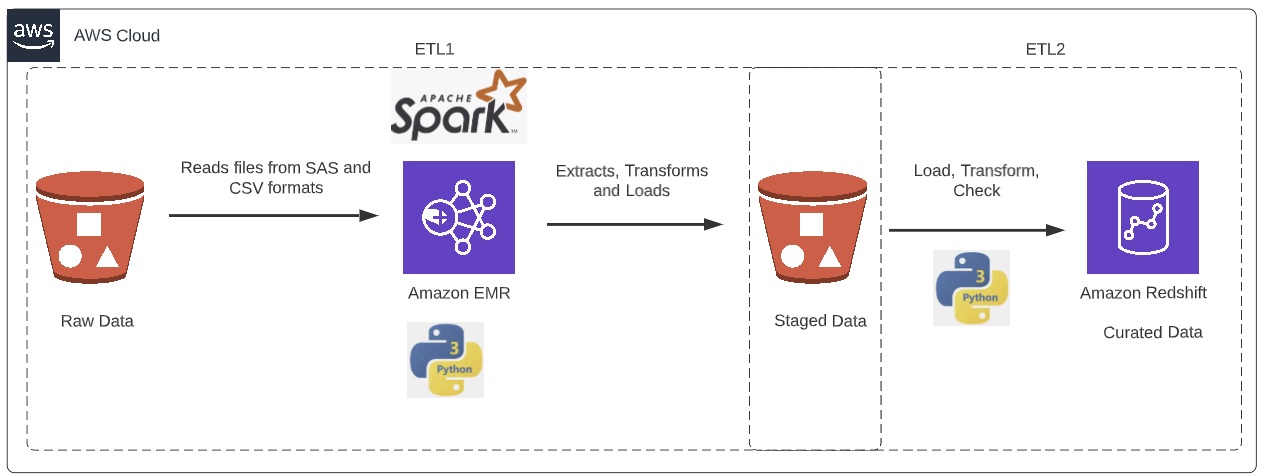 aws
AWS Cloud
ETL1
ETL2
APACHE
Spark™
Reads files from SAS and
CSV formats
Extracts, Transforms
and Loads
Load, Transform,
Check
Amazon EMR
3
Python
3
Python
Raw Data
Staged Data
Amazon Redshift
Curated Data